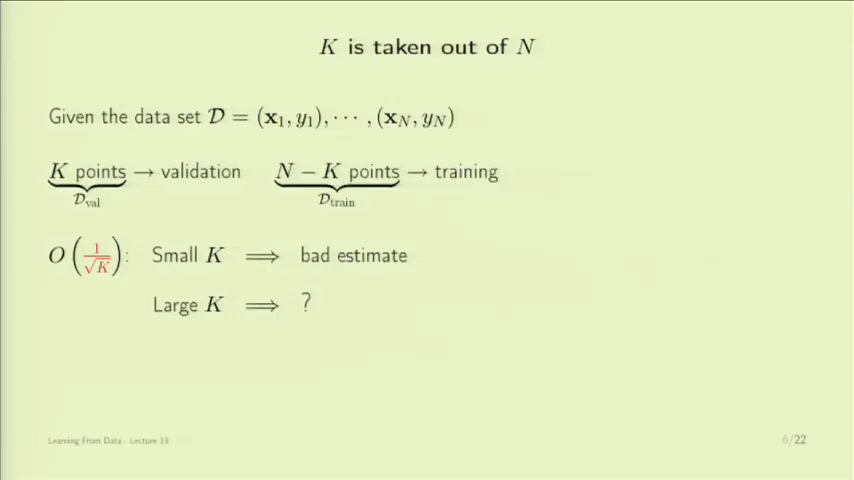 K is taken out of N
Given the data set 𝒟 = (𝐱₁, y₁), ⋯ , (𝐱_N, y_N)
K points → validation    N − K points → training
𝒟_val    𝒟_train
O(1/√K):  Small K ⟹ bad estimate
Large K ⟹ ?
Learning From Data - Lecture 13    6/22